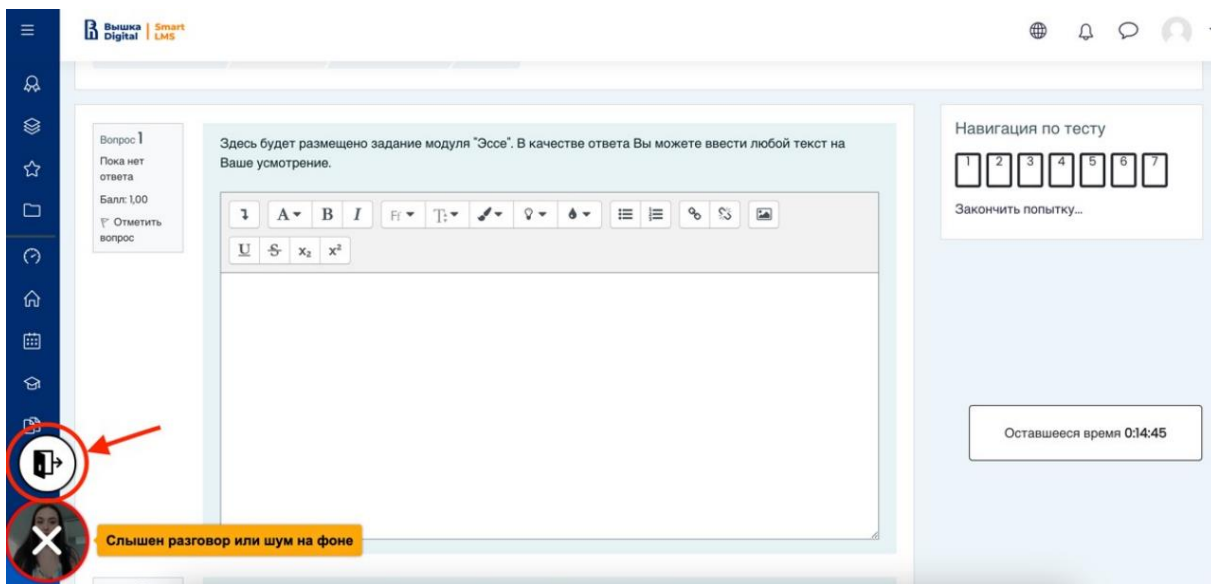 Вышка
Digital
Smart
LMS
Вопрос 1
Пока нет
ответа
Балл: 1,00
Отметить
вопрос
Здесь будет размещено задание модуля "Эссе". В качестве ответа Вы можете ввести любой текст на
Ваше усмотрение.
A B I Ff T:
U S x₂ x²
Навигация по тесту
1 2 3 4 5 6 7
Закончить попытку...
Оставшееся время 0:14:45
Слышен разговор или шум на фоне